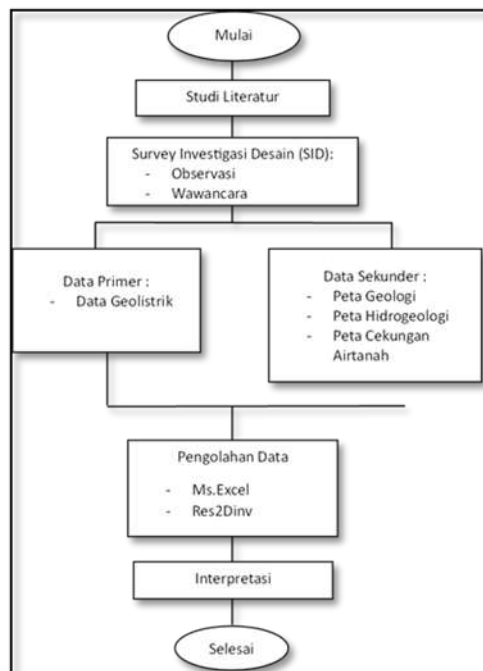 Mulai
Studi Literatur
Survey Investigasi Desain (SID):
- Observasi
- Wawancara
Data Primer :
- Data Geolistrik
Data Sekunder :
- Peta Geologi
- Peta Hidrogeologi
- Peta Cekungan
Airtanah
Pengolahan Data
- Ms.Excel
- Res2Dinv
Interpretasi
Selesai